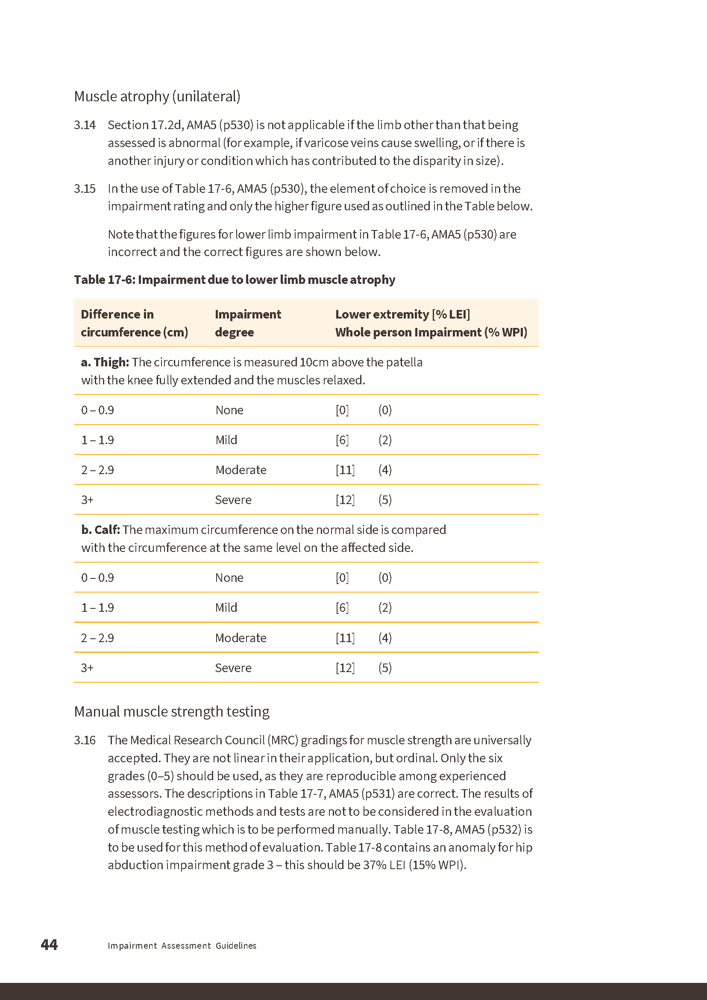 Muscle atrophy (unilateral)
3.14 Section 17.2d, AMA5 (p530) is not applicable if the limb other than that being
assessed is abnormal (for example, if varicose veins cause swelling, or if there is
another injury or condition which has contributed to the disparity in size).
3.15 In the use of Table 17-6, AMA5 (p530), the element of choice is removed in the
impairment rating and only the higher figure used as outlined in the Table below.
Note that the figures for lower limb impairment in Table 17-6, AMA5 (p530) are
incorrect and the correct figures are shown below.
Table 17-6: Impairment due to lower limb muscle atrophy
Difference in Impairment Lower extremity [% LEI]
circumference (cm) degree Whole person Impairment (% WPI)
a. Thigh: The circumference is measured 10cm above the patella
with the knee fully extended and the muscles relaxed.
0 – 0.9 None [0] (0)
1 – 1.9 Mild [6] (2)
2 – 2.9 Moderate [11] (4)
3+ Severe [12] (5)
b. Calf: The maximum circumference on the normal side is compared
with the circumference at the same level on the affected side.
0 – 0.9 None [0] (0)
1 – 1.9 Mild [6] (2)
2 – 2.9 Moderate [11] (4)
3+ Severe [12] (5)
Manual muscle strength testing
3.16 The Medical Research Council (MRC) gradings for muscle strength are universally
accepted. They are not linear in their application, but ordinal. Only the six
grades (0–5) should be used, as they are reproducible among experienced
assessors. The descriptions in Table 17-7, AMA5 (p531) are correct. The results of
electrodiagnostic methods and tests are not to be considered in the evaluation
of muscle testing which is to be performed manually. Table 17-8, AMA5 (p532) is
to be used for this method of evaluation. Table 17-8 contains an anomaly for hip
abduction impairment grade 3 – this should be 37% LEI (15% WPI).
44 Impairment Assessment Guidelines